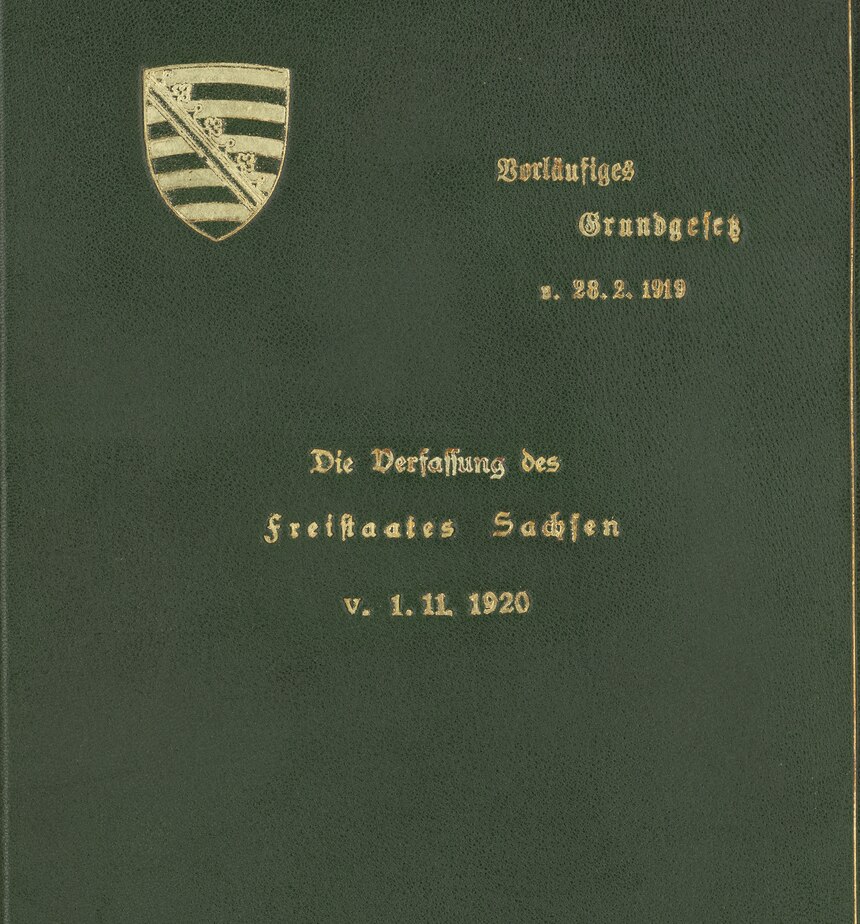 Vorläufiges
Grundgesetz
v. 28. 2. 1919
Die Verfassung des
Freistaates Sachsen
v. 1. 11. 1920